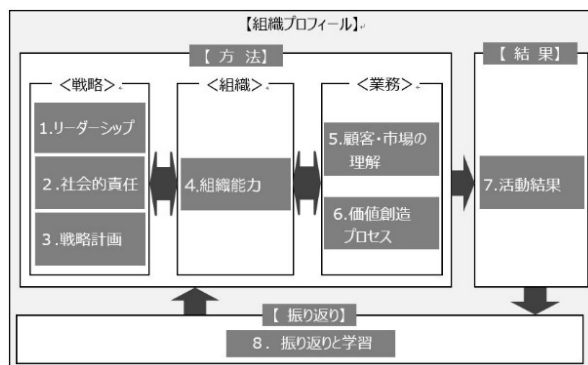 【組織プロフィール】
【 方 法】
【 結 果】
＜戦略＞
＜組織＞
＜業務＞
1.リーダーシップ
2.社会的責任
3.戦略計画
4.組織能力
5.顧客・市場の
理解
6.価値創造
プロセス
7.活動結果
【 振り返り】
8. 振り返りと学習